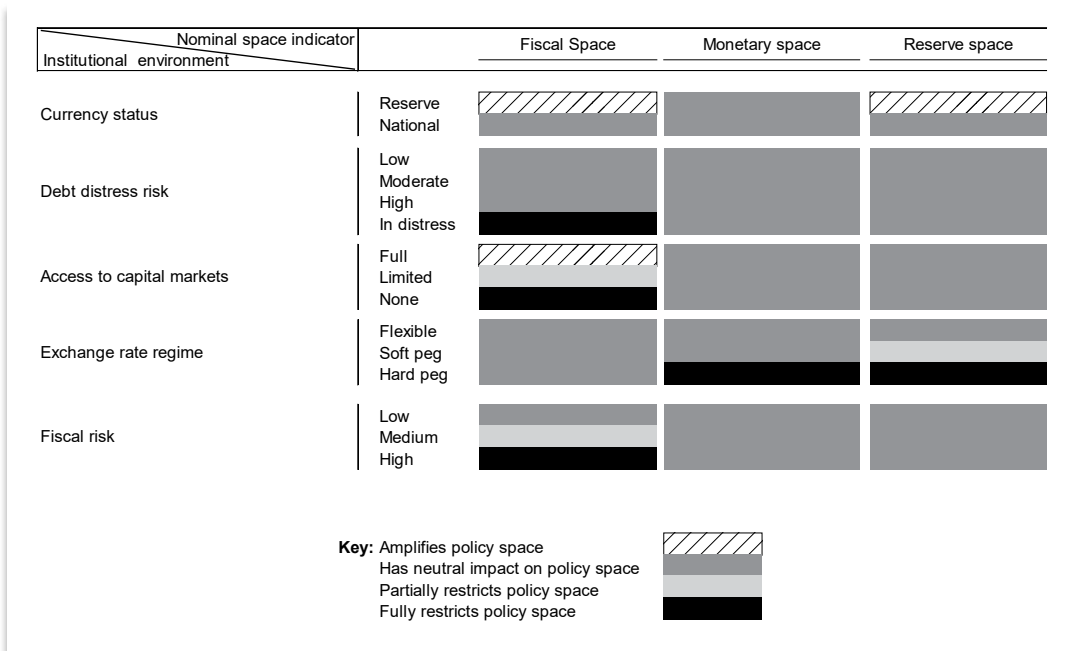 Nominal space indicator
Institutional environment
Fiscal Space
Monetary space
Reserve space
Currency status
Reserve
National
Debt distress risk
Low
Moderate
High
In distress
Access to capital markets
Full
Limited
None
Exchange rate regime
Flexible
Soft peg
Hard peg
Fiscal risk
Low
Medium
High
Key: Amplifies policy space
Has neutral impact on policy space
Partially restricts policy space
Fully restricts policy space